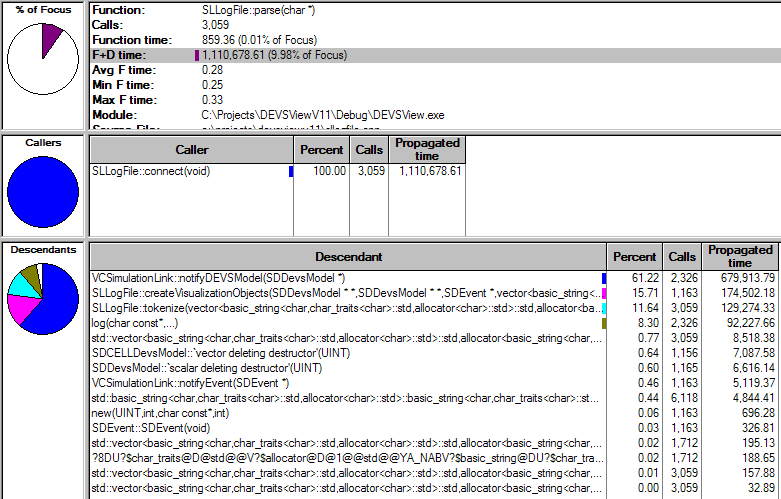 % of Focus
Function: SLLogFile::parse(char *)
Calls: 3,059
Function time: 859.36 (0.01% of Focus)
F+D time: 1,110,678.61 (9.98% of Focus)
Avg F time: 0.28
Min F time: 0.25
Max F time: 0.33
Module: C:\Projects\DEVSViewV11\Debug\DEVSView.exe
Callers
Caller Percent Calls Propagated time
SLLogFile::connect(void) 100.00 3,059 1,110,678.61
Descendants
Descendant Percent Calls Propagated time
VCSimulationLink::notifyDEVSModel(SDDevsModel *) 61.22 2,326 679,913.79
SLLogFile::createVisualizationObjects(SDDevsModel * *,SDDevsModel * *,SDEvent *,vector<basic_string<... 15.71 1,163 174,502.18
SLLogFile::tokenize(vector<basic_string<char,char_traits<char>::std,allocator<char>::std>::std,allocator<ba... 11.64 3,059 129,274.33
log(char const*,...) 8.30 2,326 92,227.66
std::vector<basic_string<char,char_traits<char>::std,allocator<char>::std>::std,allocator<basic_string<char,... 0.77 3,059 8,518.38
SDCELLDevsModel::`vector deleting destructor'(UINT) 0.64 1,156 7,087.58
SDDevsModel::`scalar deleting destructor'(UINT) 0.60 1,165 6,616.14
VCSimulationLink::notifyEvent(SDEvent *) 0.46 1,163 5,119.37
std::basic_string<char,char_traits<char>::std,allocator<char>::std>::basic_string<char,char_traits<char>::st... 0.44 6,118 4,844.41
new(UINT,int,char const*,int) 0.06 1,163 696.28
SDEvent::SDEvent(void) 0.03 1,163 326.81
std::vector<basic_string<char,char_traits<char>::std,allocator<char>::std>::std,allocator<basic_string<char,... 0.02 1,712 195.13
?8DU?$char_traits@D@std@@V?$allocator@D@1@@std@@YA_NABV?$basic_string@DU?$char_tra... 0.02 1,712 188.65
std::vector<basic_string<char,char_traits<char>::std,allocator<char>::std>::std,allocator<basic_string<char,... 0.01 3,059 157.88
std::vector<basic_string<char,char_traits<char>::std,allocator<char>::std>::std,allocator<basic_string<char,... 0.00 3,059 32.89